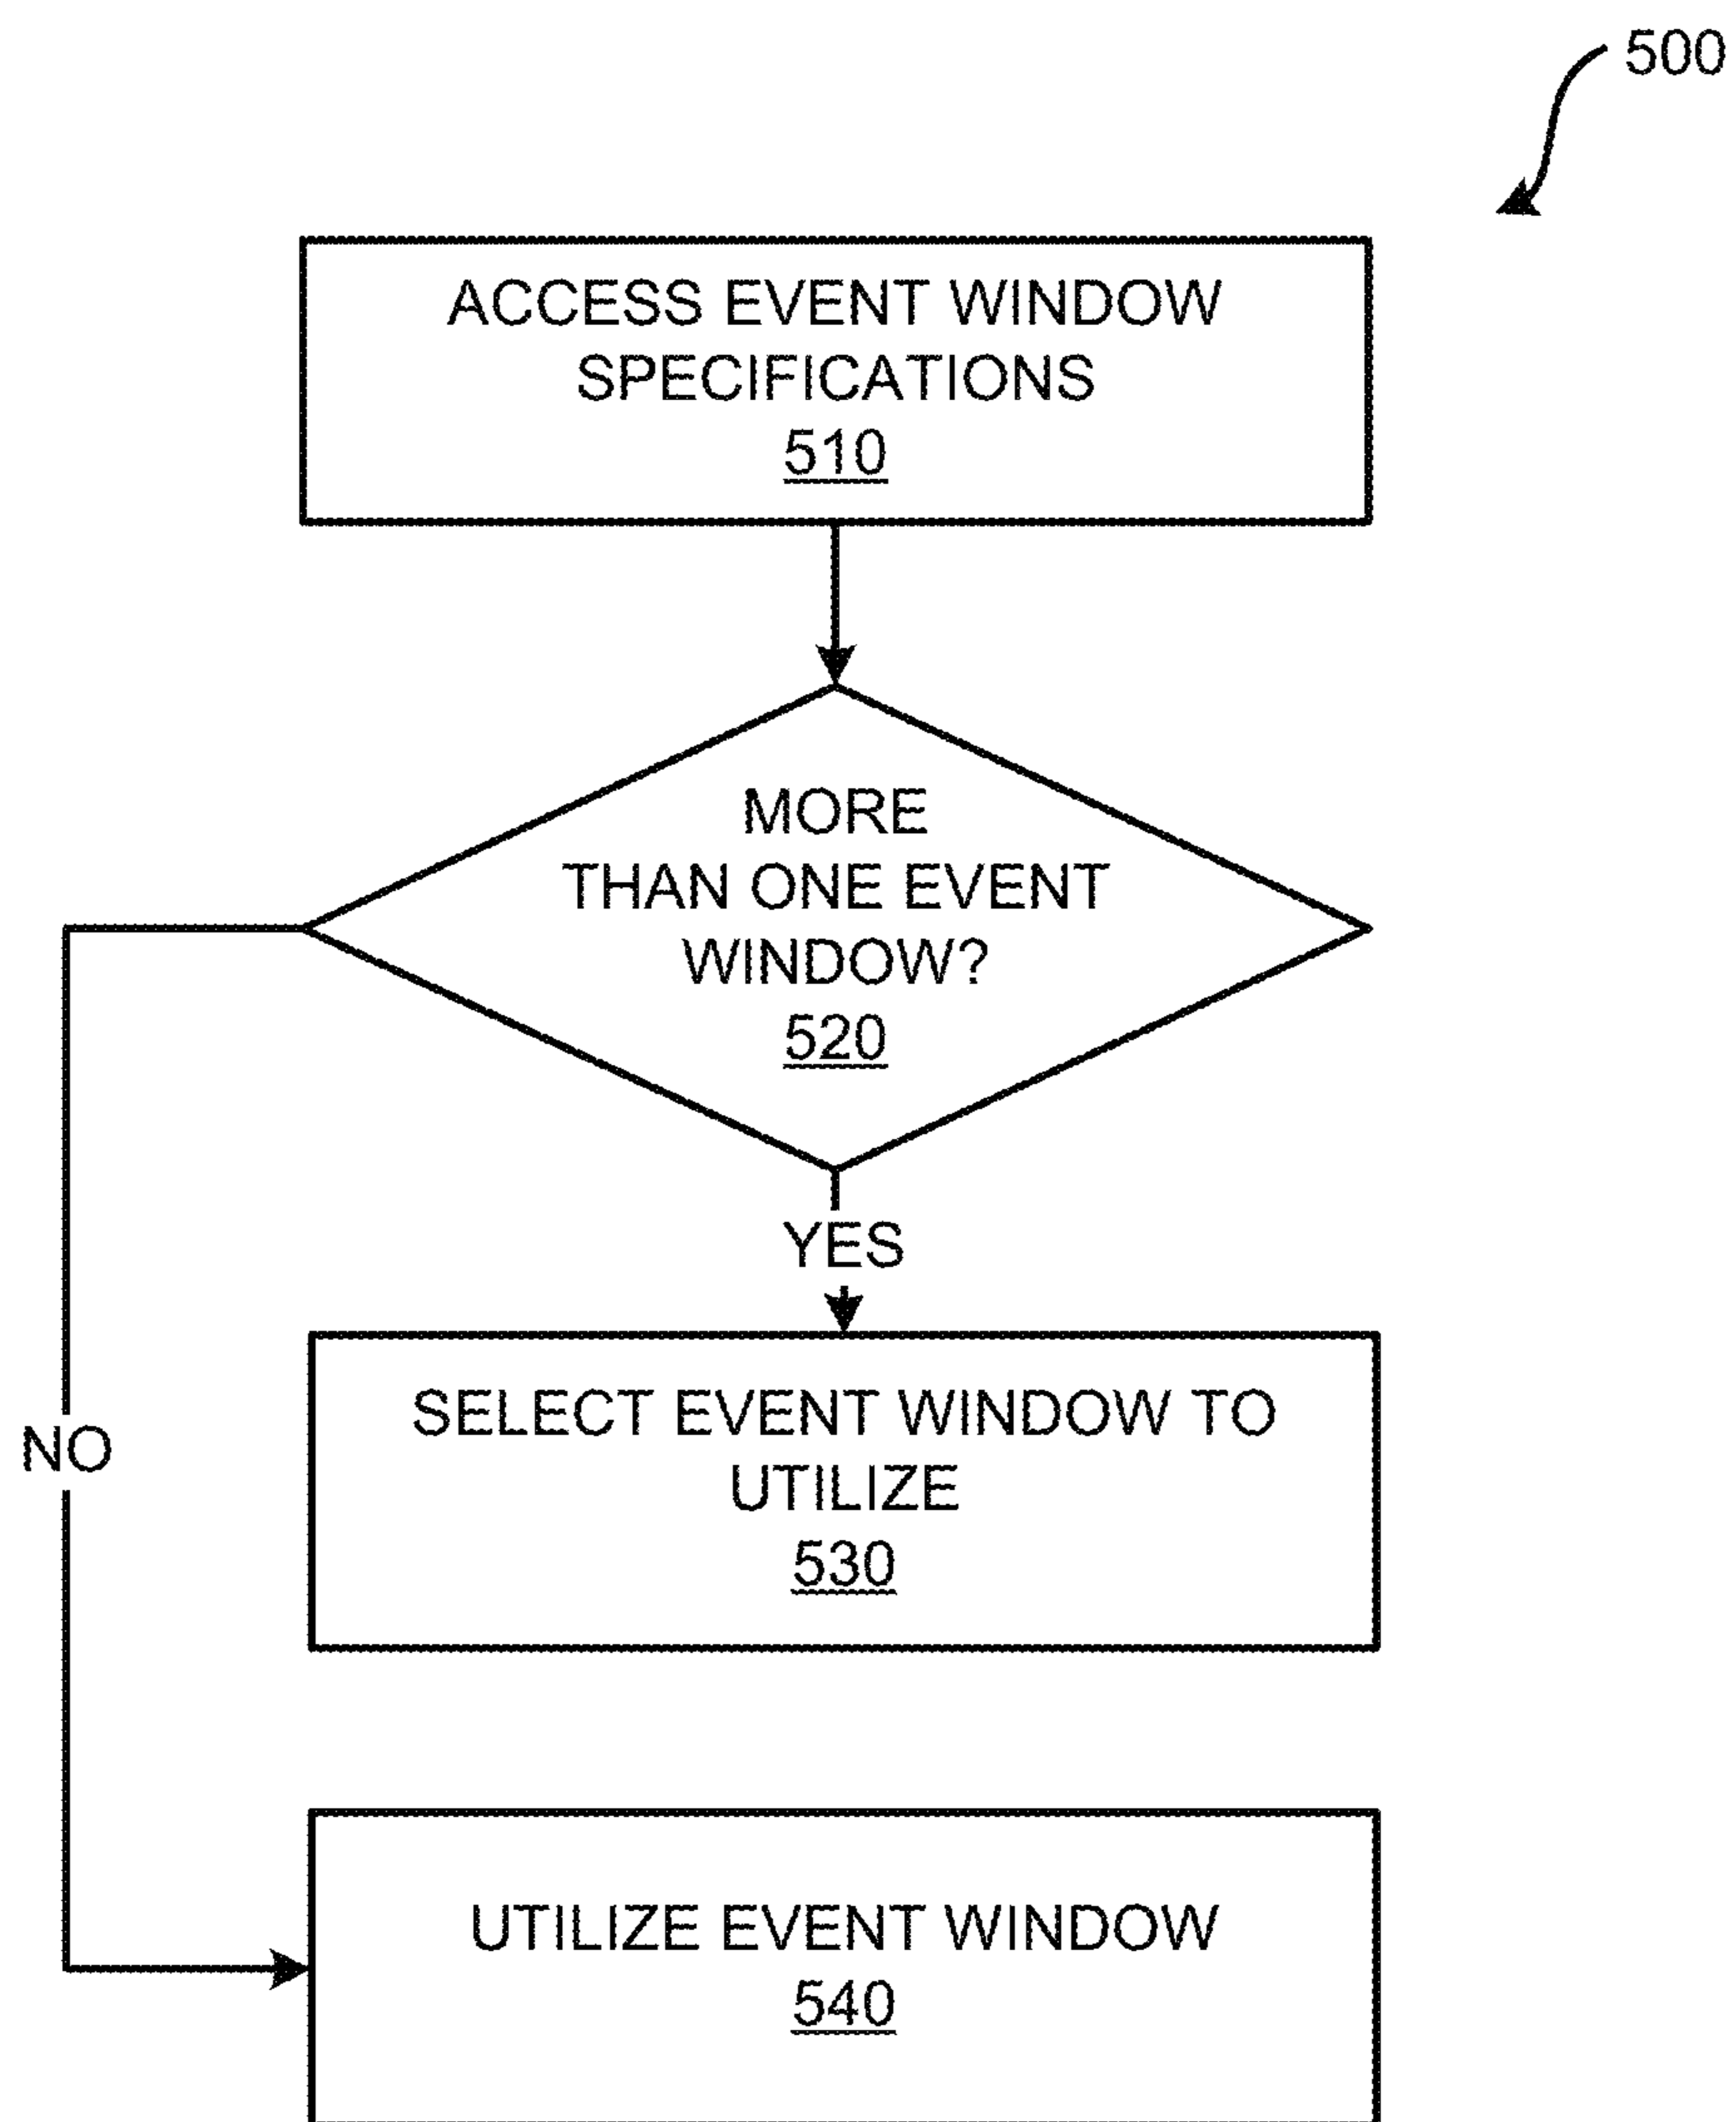 500
ACCESS EVENT WINDOW
SPECIFICATIONS
510
MORE
THAN ONE EVENT
WINDOW?
520
YES
SELECT EVENT WINDOW TO
UTILIZE
530
NO
UTILIZE EVENT WINDOW
540